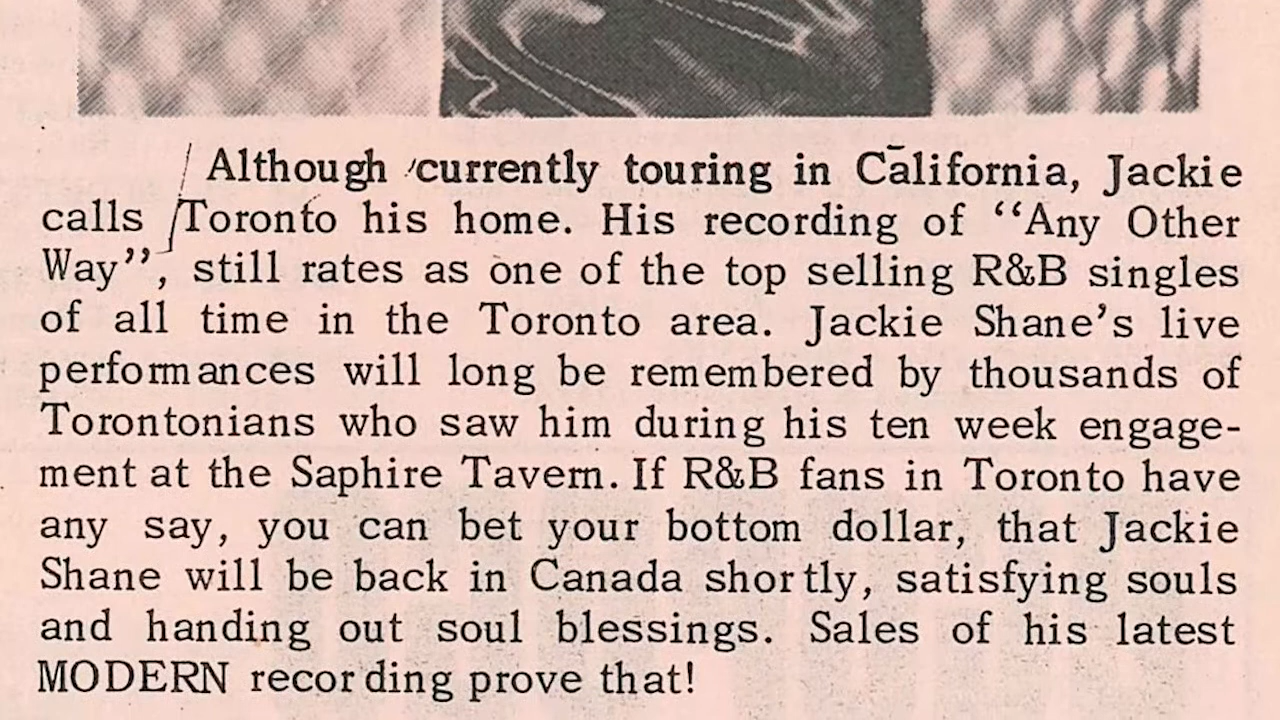 Although currently touring in California, Jackie
calls Toronto his home. His recording of “Any Other
Way”, still rates as one of the top selling R&B singles
of all time in the Toronto area. Jackie Shane’s live
performances will long be remembered by thousands of
Torontonians who saw him during his ten week engage-
ment at the Saphire Tavern. If R&B fans in Toronto have
any say, you can bet your bottom dollar, that Jackie
Shane will be back in Canada shortly, satisfying souls
and handing out soul blessings. Sales of his latest
MODERN recording prove that!